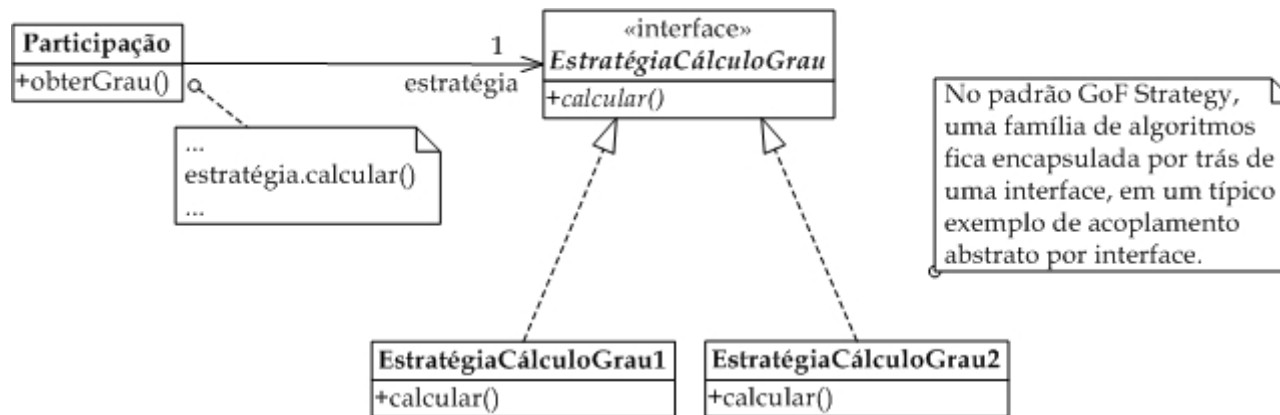 Participação
+obterGrau()
1
estratégia
«interface»
EstratégiaCálculoGrau
+calcular()
...
estratégia.calcular()
...
No padrão GoF Strategy,
uma família de algoritmos
fica encapsulada por trás de
uma interface, em um típico
exemplo de acoplamento
abstrato por interface.
EstratégiaCálculoGrau1
+calcular()
EstratégiaCálculoGrau2
+calcular()